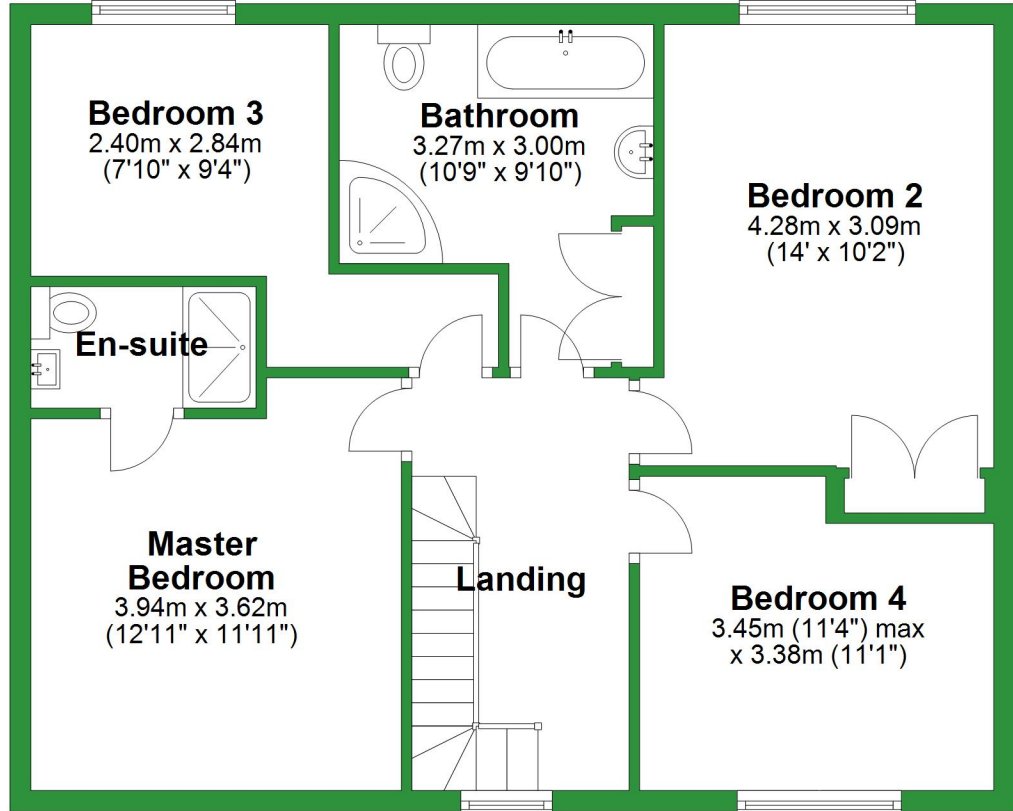 Bedroom 3
2.40m x 2.84m
(7'10" x 9'4")
Bathroom
3.27m x 3.00m
(10'9" x 9'10")
Bedroom 2
4.28m x 3.09m
(14' x 10'2")
En-suite
Master
Bedroom
3.94m x 3.62m
(12'11" x 11'11")
Landing
Bedroom 4
3.45m (11'4") max
x 3.38m (11'1")